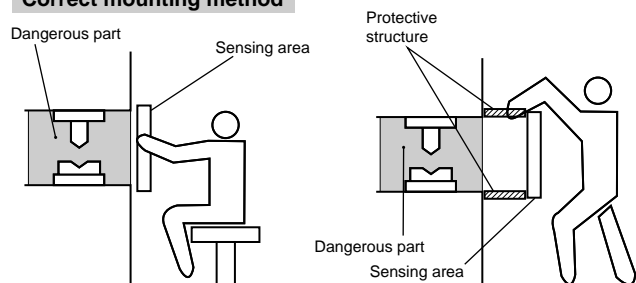 Correct mounting method
Dangerous part
Sensing area
Protective
structure
Dangerous part
Sensing area